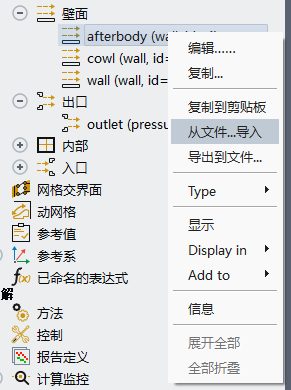 壁面
afterbody (wall,
cowl (wall, id=
wall (wall, id=
出口
outlet (pressu
内部
入口
网格交界面
动网格
参考值
参考系
f(x) 已命名的表达式
解
方法
控制
报告定义
计算监控
编辑......
复制...
复制到剪贴板
从文件...导入
导出到文件...
Type
显示
Display in
Add to
信息
展开全部
全部折叠